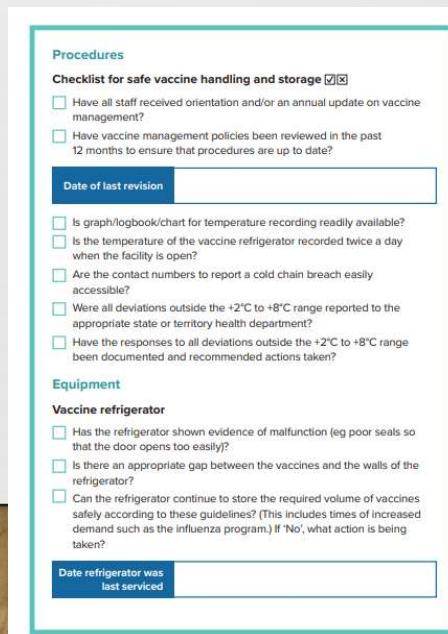 Procedures
Checklist for safe vaccine handling and storage ☑☒
Have all staff received orientation and/or an annual update on vaccine
management?
Have vaccine management policies been reviewed in the past
12 months to ensure that procedures are up to date?
Date of last revision
Is graph/logbook/chart for temperature recording readily available?
Is the temperature of the vaccine refrigerator recorded twice a day
when the facility is open?
Are the contact numbers to report a cold chain breach easily
accessible?
Were all deviations outside the +2°C to +8°C range reported to the
appropriate state or territory health department?
Have the responses to all deviations outside the +2°C to +8°C range
been documented and recommended actions taken?
Equipment
Vaccine refrigerator
Has the refrigerator shown evidence of malfunction (eg poor seals so
that the door opens too easily)?
Is there an appropriate gap between the vaccines and the walls of the
refrigerator?
Can the refrigerator continue to store the required volume of vaccines
safely according to these guidelines? (This includes times of increased
demand such as the influenza program.) If 'No', what action is being
taken?
Date refrigerator was
last serviced